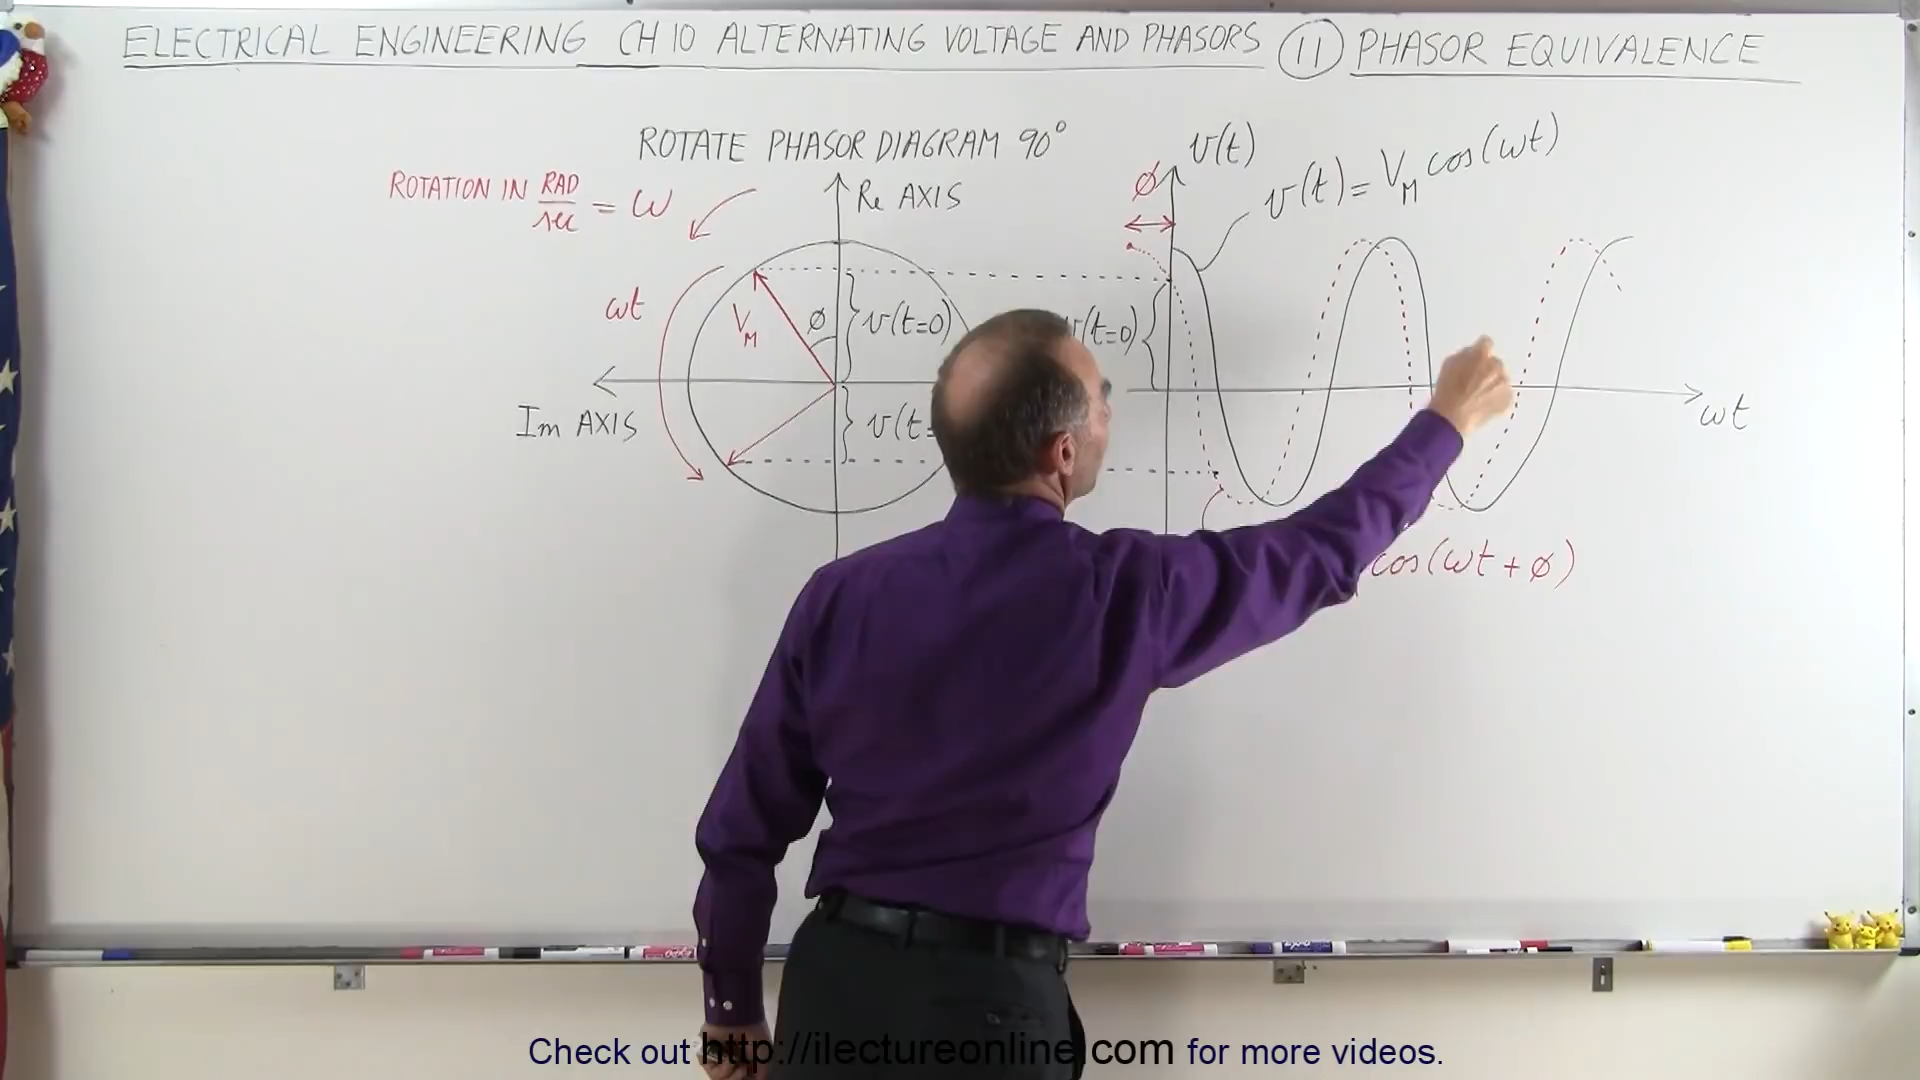 ELECTRICAL ENGINEERING CH 10 ALTERNATING VOLTAGE AND PHASORS 11 PHASOR EQUIVALENCE
ROTATE PHASOR DIAGRAM 90°
ROTATION IN RAD/sec = ω
Re AXIS
ϕ
v(t)
v(t) = V_M cos(ωt)
ωt
V_M
ϕ
v(t=0)
v(t=0)
Im AXIS
v(t=
ωt
cos(ωt + ϕ)
Check out http://ilectureonline.com for more videos.